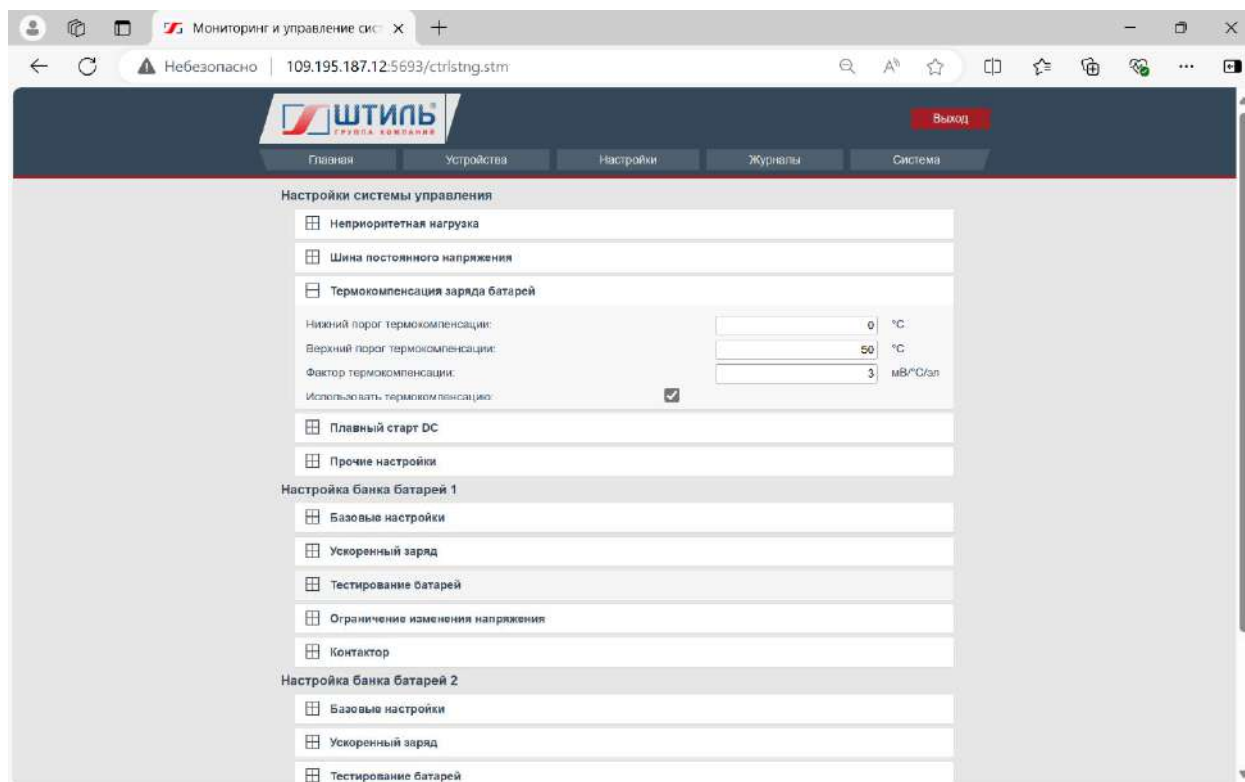 Мониторинг и управление сис
Небезопасно 109.195.187.12:5693/ctrlstng.stm
ШТИЛЬ
ГРУППА КОМПАНИЙ
Выход
Главная Устройства Настройки Журналы Система
Настройки системы управления
Неприоритетная нагрузка
Шина постоянного напряжения
Термокомпенсация заряда батарей
Нижний порог термокомпенсации: 0 °C
Верхний порог термокомпенсации: 50 °C
Фактор термокомпенсации: 3 мВ/°C/эл
Использовать термокомпенсацию:
Плавный старт DC
Прочие настройки
Настройка банка батарей 1
Базовые настройки
Ускоренный заряд
Тестирование батарей
Ограничение изменения напряжения
Контактор
Настройка банка батарей 2
Базовые настройки
Ускоренный заряд
Тестирование батарей